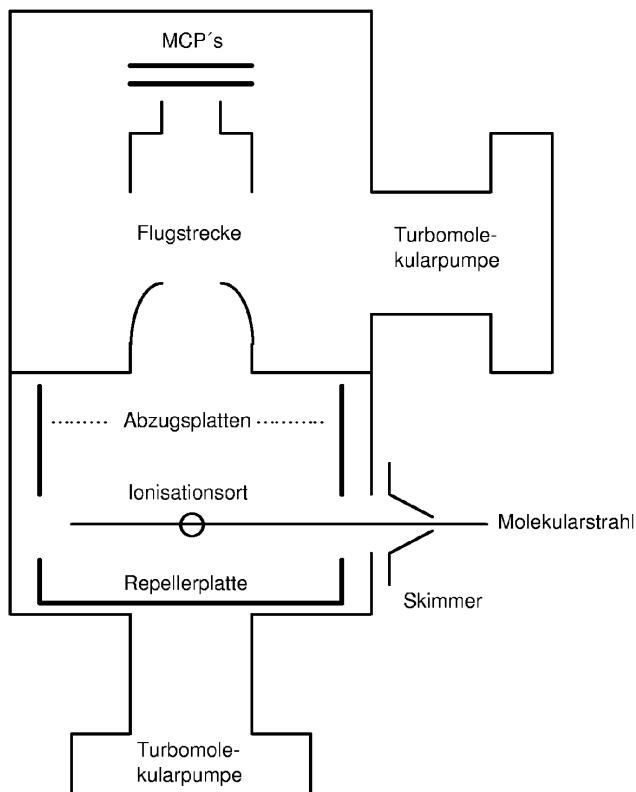 MCP´s
Flugstrecke
Turbomole-
kularpumpe
Abzugsplatten
Ionisationsort
Molekularstrahl
Repellerplatte
Skimmer
Turbomole-
kularpumpe